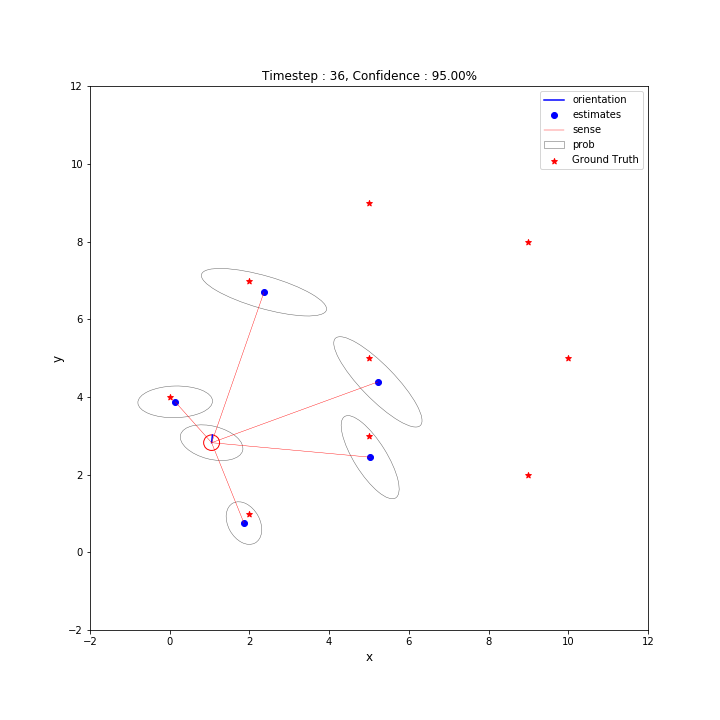 Timestep : 36, Confidence : 95.00%
orientation
estimates
sense
prob
Ground Truth
12
10
8
6
4
2
0
−2
y
−2 0 2 4 6 8 10 12
x